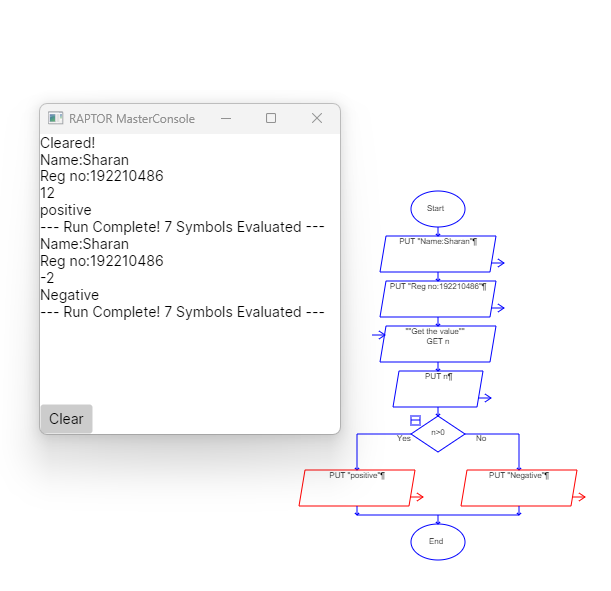 RAPTOR MasterConsole
Cleared!
Name:Sharan
Reg no:192210486
12
positive
--- Run Complete! 7 Symbols Evaluated ---
Name:Sharan
Reg no:192210486
-2
Negative
--- Run Complete! 7 Symbols Evaluated ---
Clear
Start
PUT "Name:Sharan"¶
PUT "Reg no:192210486"¶
""Get the value""
GET n
PUT n¶
n>0
Yes
No
PUT "positive"¶
PUT "Negative"¶
End